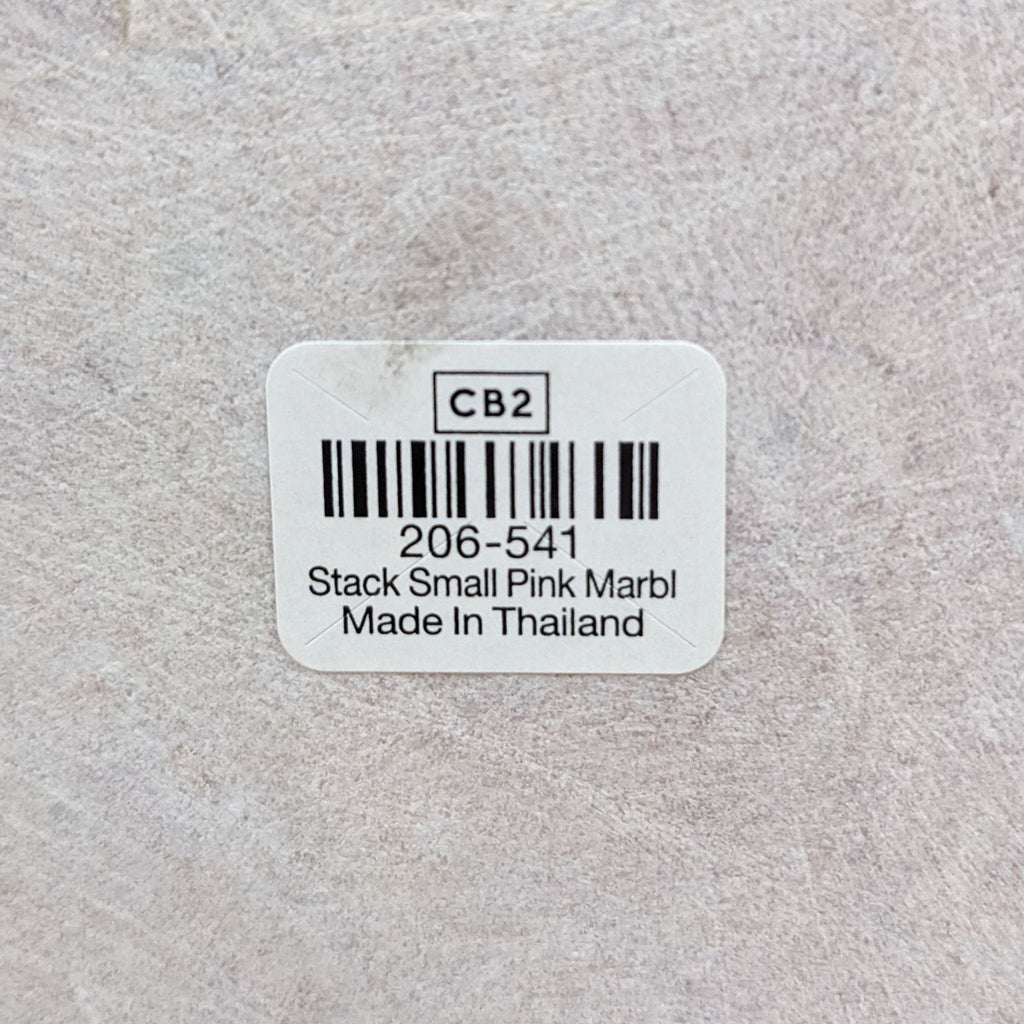 CB2
206-541
Stack Small Pink Marbl
Made In Thailand